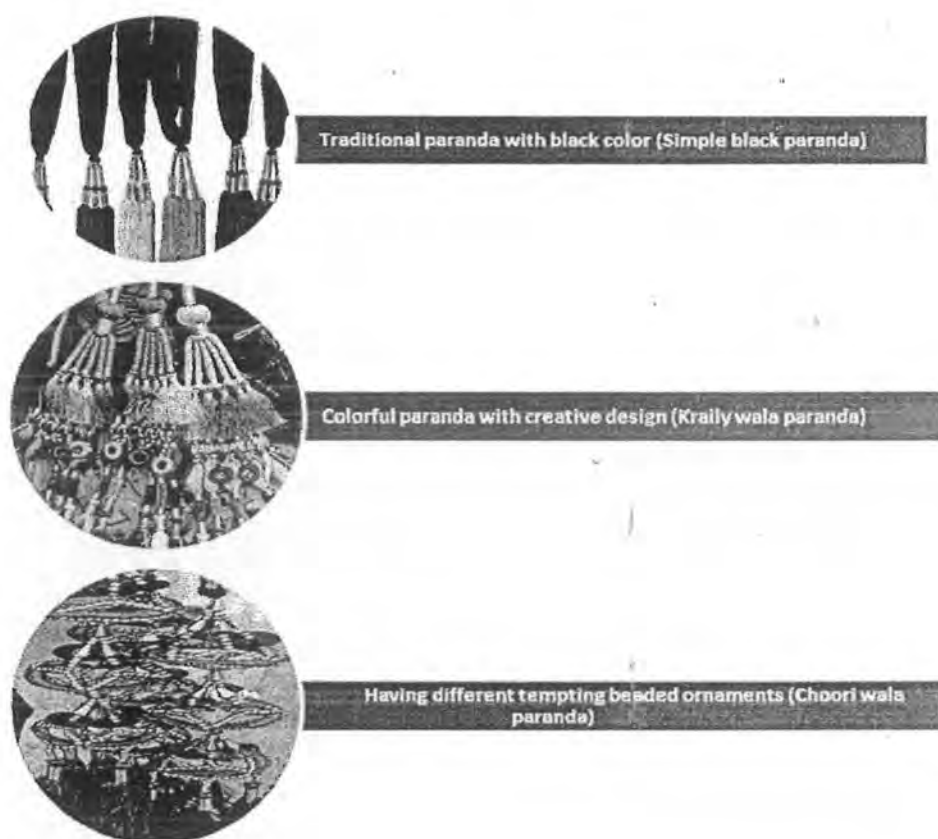 Traditional paranda with black color (Simple black paranda)
Colorful paranda with creative design (Kraily wala paranda)
Having different tempting beaded ornaments (Choori wala
paranda)